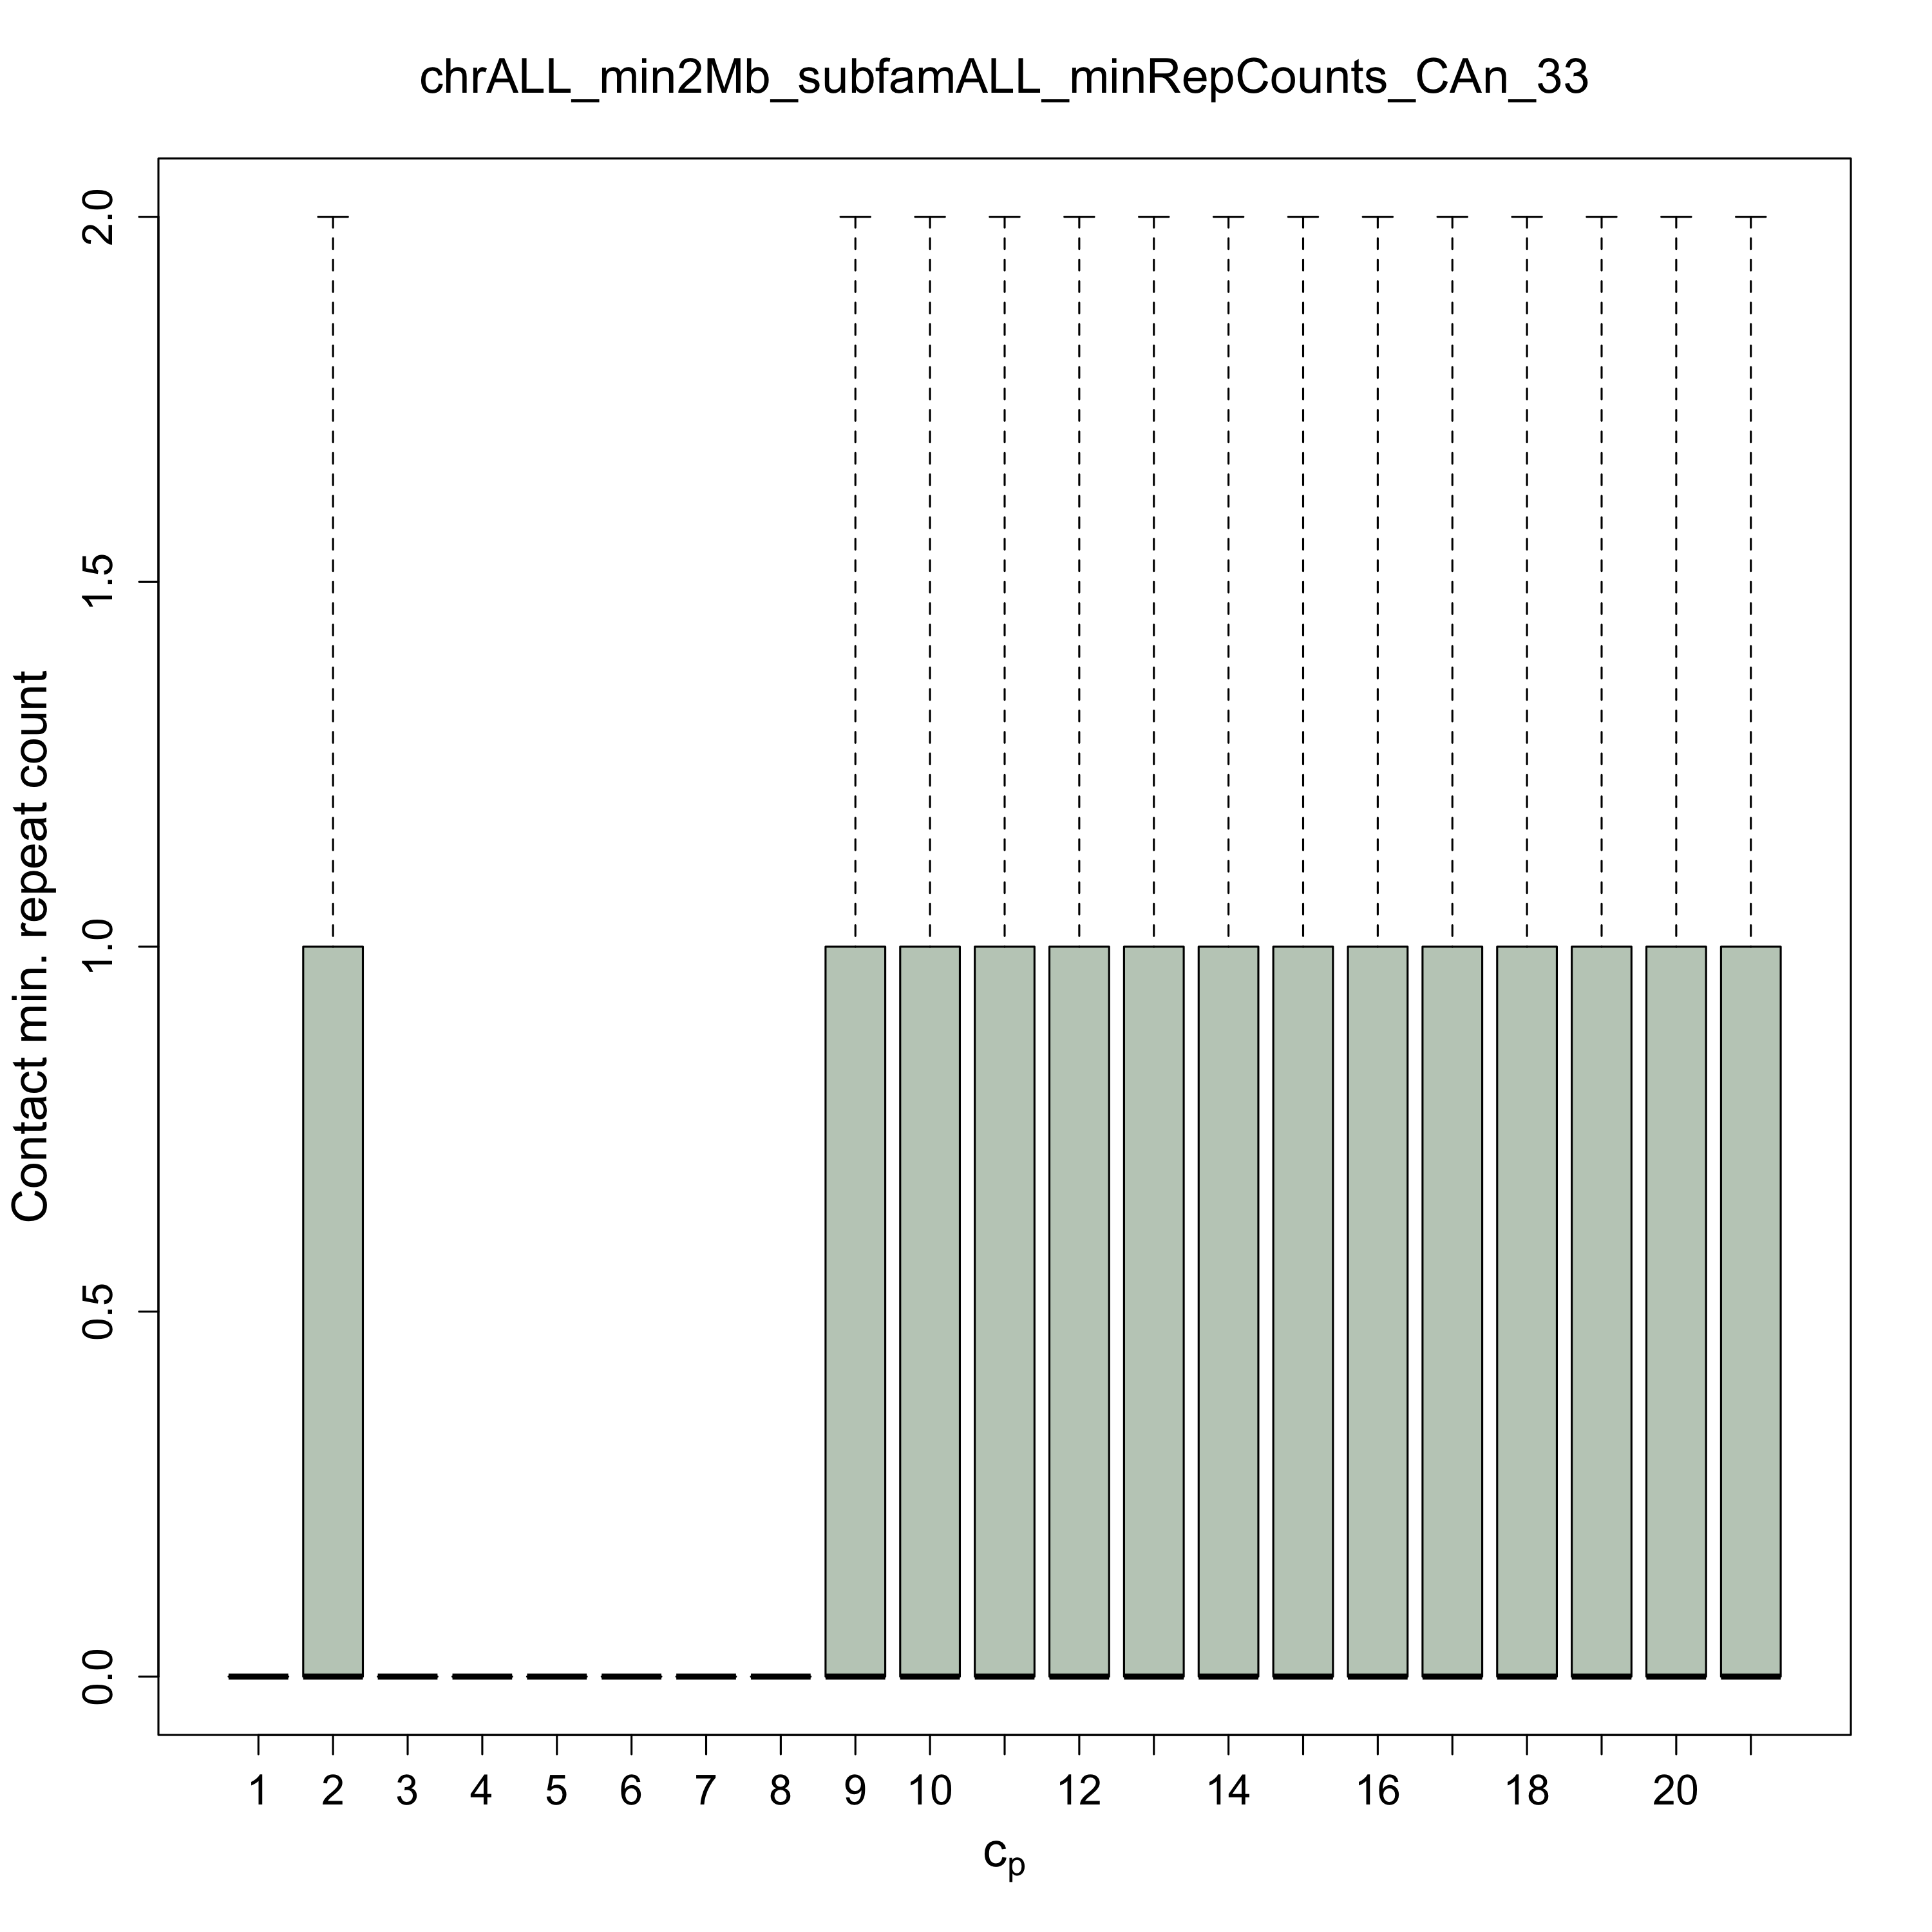 chrALL_min2Mb_subfamALL_minRepCounts_CAn_33
Contact min. repeat count
2.0
1.5
1.0
0.5
0.0
1 2 3 4 5 6 7 8 9 10 12 14 16 18 20
cp